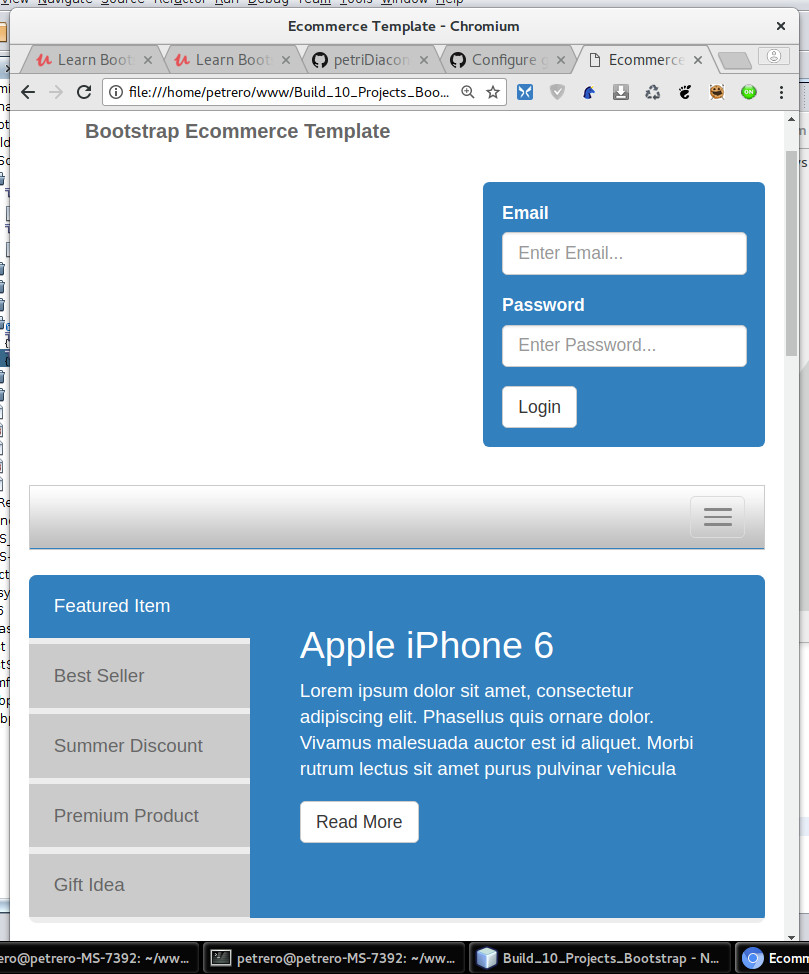 View Navigate Source Refactor Run Debug Team Tools Window Help
Ecommerce Template - Chromium
Learn Boots
Learn Boots
petriDiacon
Configure g
Ecommerce
file:///home/petrero/www/Build_10_Projects_Boo...
ON
Bootstrap Ecommerce Template
Email
Enter Email...
Password
Enter Password...
Login
Featured Item
Best Seller
Summer Discount
Premium Product
Gift Idea
Apple iPhone 6
Lorem ipsum dolor sit amet, consectetur
adipiscing elit. Phasellus quis ornare dolor.
Vivamus malesuada auctor est id aliquet. Morbi
rutrum lectus sit amet purus pulvinar vehicula
Read More
ero@petrero-MS-7392: ~/ww...
petrero@petrero-MS-7392: ~/ww...
Build_10_Projects_Bootstrap - N...
Ecomm